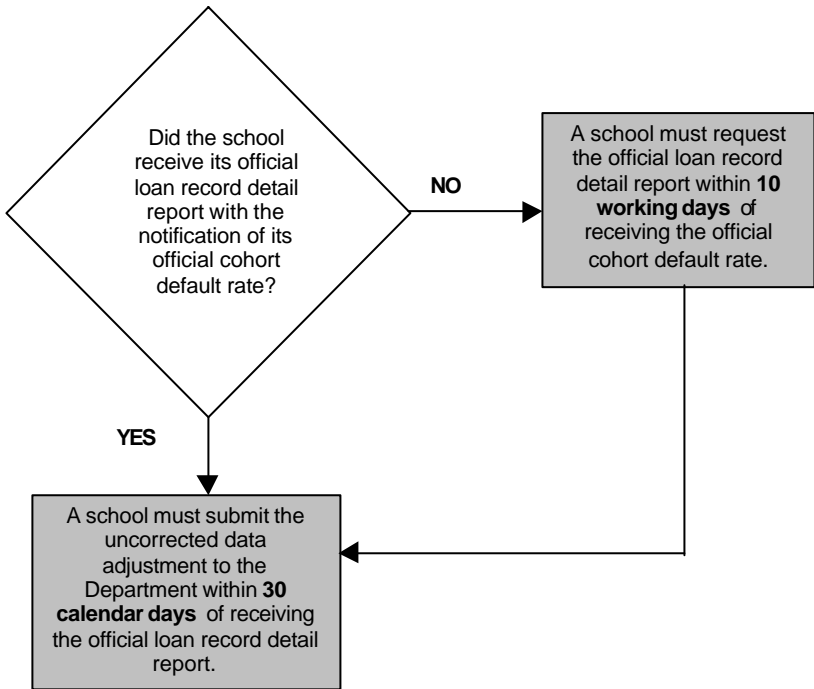 Did the school
receive its official
loan record detail
report with the
notification of its
official cohort
default rate?
NO
A school must request
the official loan record
detail report within 10
working days of
receiving the official
cohort default rate.
YES
A school must submit the
uncorrected data
adjustment to the
Department within 30
calendar days of receiving
the official loan record detail
report.